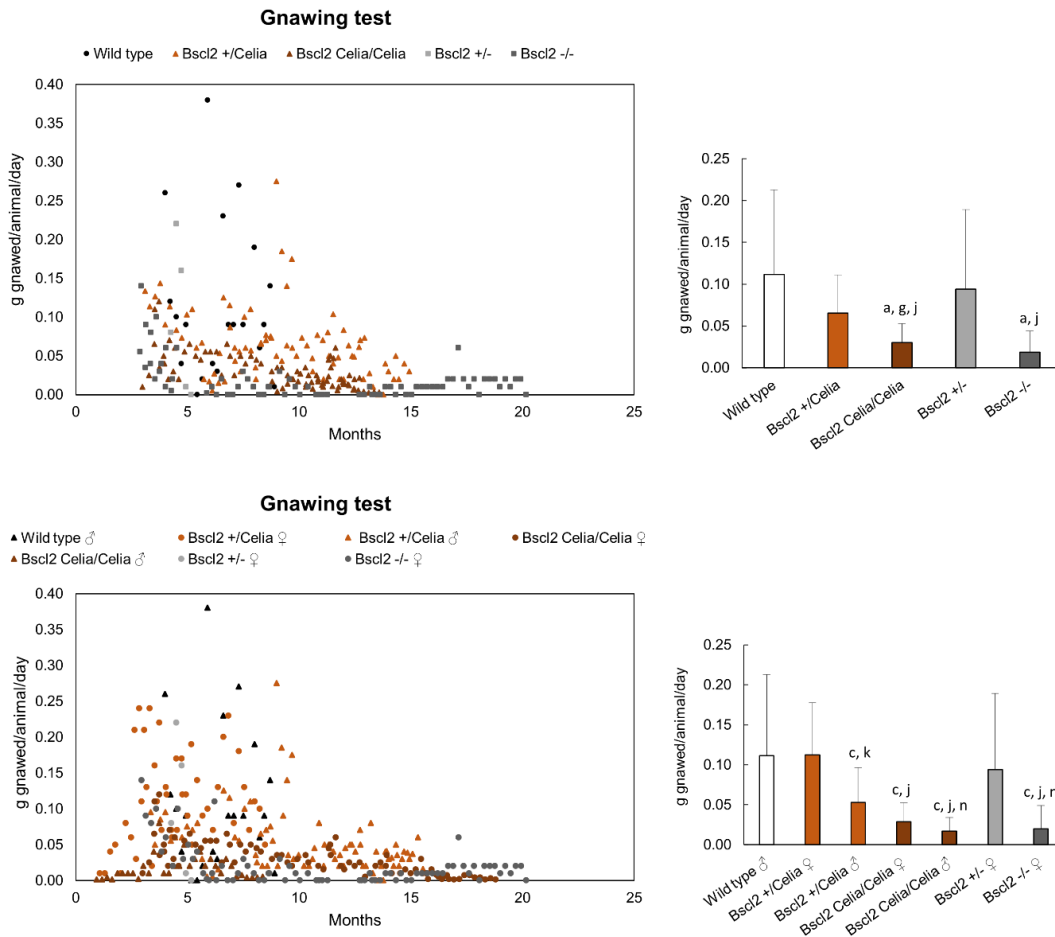 Gnawing test
Wild type Bscl2 +/Celia Bscl2 Celia/Celia Bscl2 +/- Bscl2 -/-
g gnawed/animal/day
0.40
0.35
0.30
0.25
0.20
0.15
0.10
0.05
0.00
0 5 10 15 20 25
Months
g gnawed/animal/day
0.25
0.20
0.15
0.10
0.05
0.00
a, g, j
a, j
Wild type
Bscl2 +/Celia
Bscl2 Celia/Celia
Bscl2 +/-
Bscl2 -/-
Gnawing test
Wild type ♂ Bscl2 +/Celia ♀ Bscl2 +/Celia ♂ Bscl2 Celia/Celia ♀
Bscl2 Celia/Celia ♂ Bscl2 +/- ♀ Bscl2 -/- ♀
g gnawed/animal/day
0.40
0.35
0.30
0.25
0.20
0.15
0.10
0.05
0.00
0 5 10 15 20 25
Months
g gnawed/animal/day
0.25
0.20
0.15
0.10
0.05
0.00
c, k
c, j
c, j, n
c, j, n
Wild type ♂
Bscl2 +/Celia ♀
Bscl2 +/Celia ♂
Bscl2 Celia/Celia ♀
Bscl2 Celia/Celia ♂
Bscl2 +/- ♀
Bscl2 -/- ♀